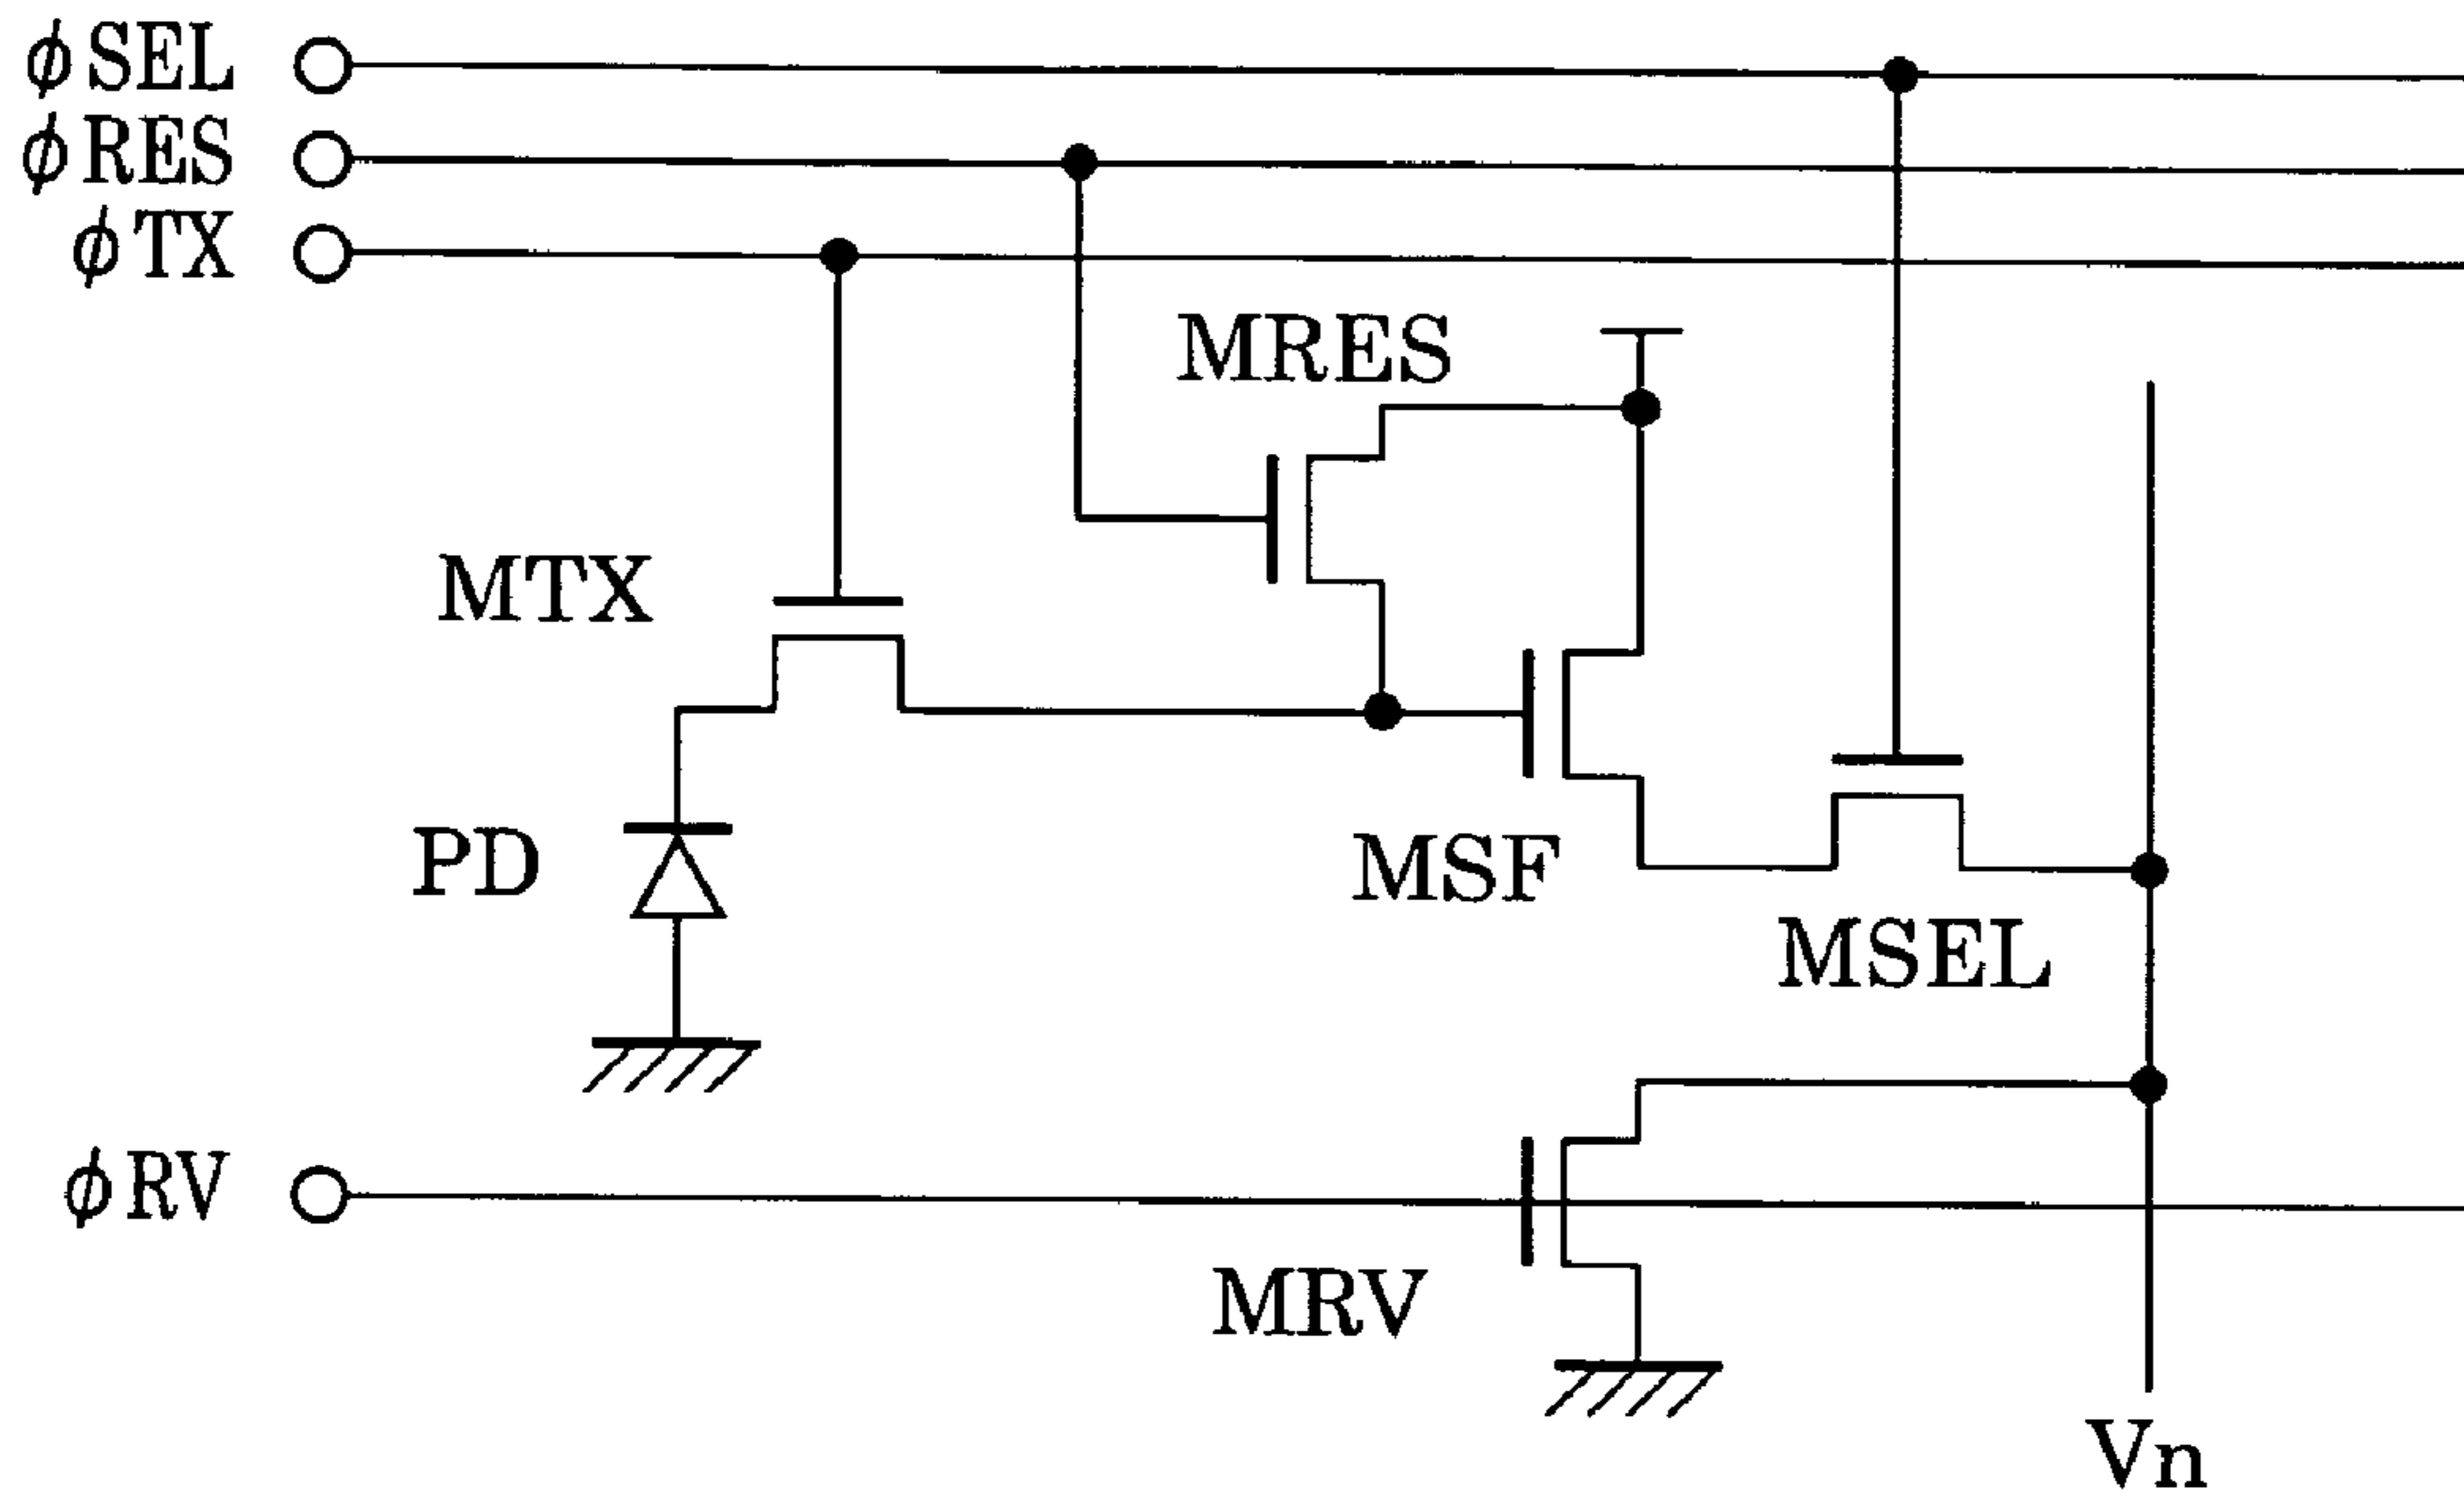 ϕSEL
ϕRES
ϕTX
MRES
MTX
PD
MSF
MSEL
ϕRV
MRV
Vn